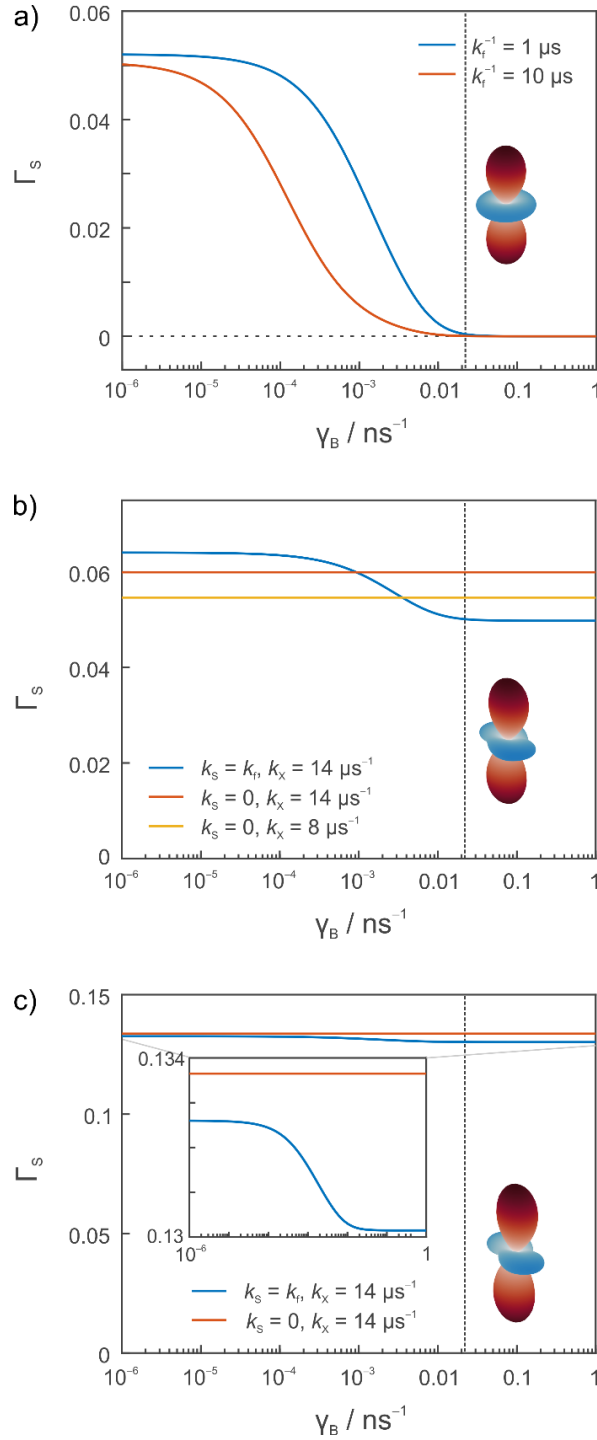 a)
k_f⁻¹ = 1 µs
k_f⁻¹ = 10 µs
0.06
0.04
0.02
0
Γ_S
10⁻⁶ 10⁻⁵ 10⁻⁴ 10⁻³ 0.01 0.1 1
γ_B / ns⁻¹
b)
0.06
0.04
0.02
0
Γ_S
k_S = k_f, k_X = 14 µs⁻¹
k_S = 0, k_X = 14 µs⁻¹
k_S = 0, k_X = 8 µs⁻¹
10⁻⁶ 10⁻⁵ 10⁻⁴ 10⁻³ 0.01 0.1 1
γ_B / ns⁻¹
c)
0.15
0.1
0.05
0
Γ_S
0.134
0.13
10⁻⁶ 1
k_S = k_f, k_X = 14 µs⁻¹
k_S = 0, k_X = 14 µs⁻¹
10⁻⁶ 10⁻⁵ 10⁻⁴ 10⁻³ 0.01 0.1 1
γ_B / ns⁻¹